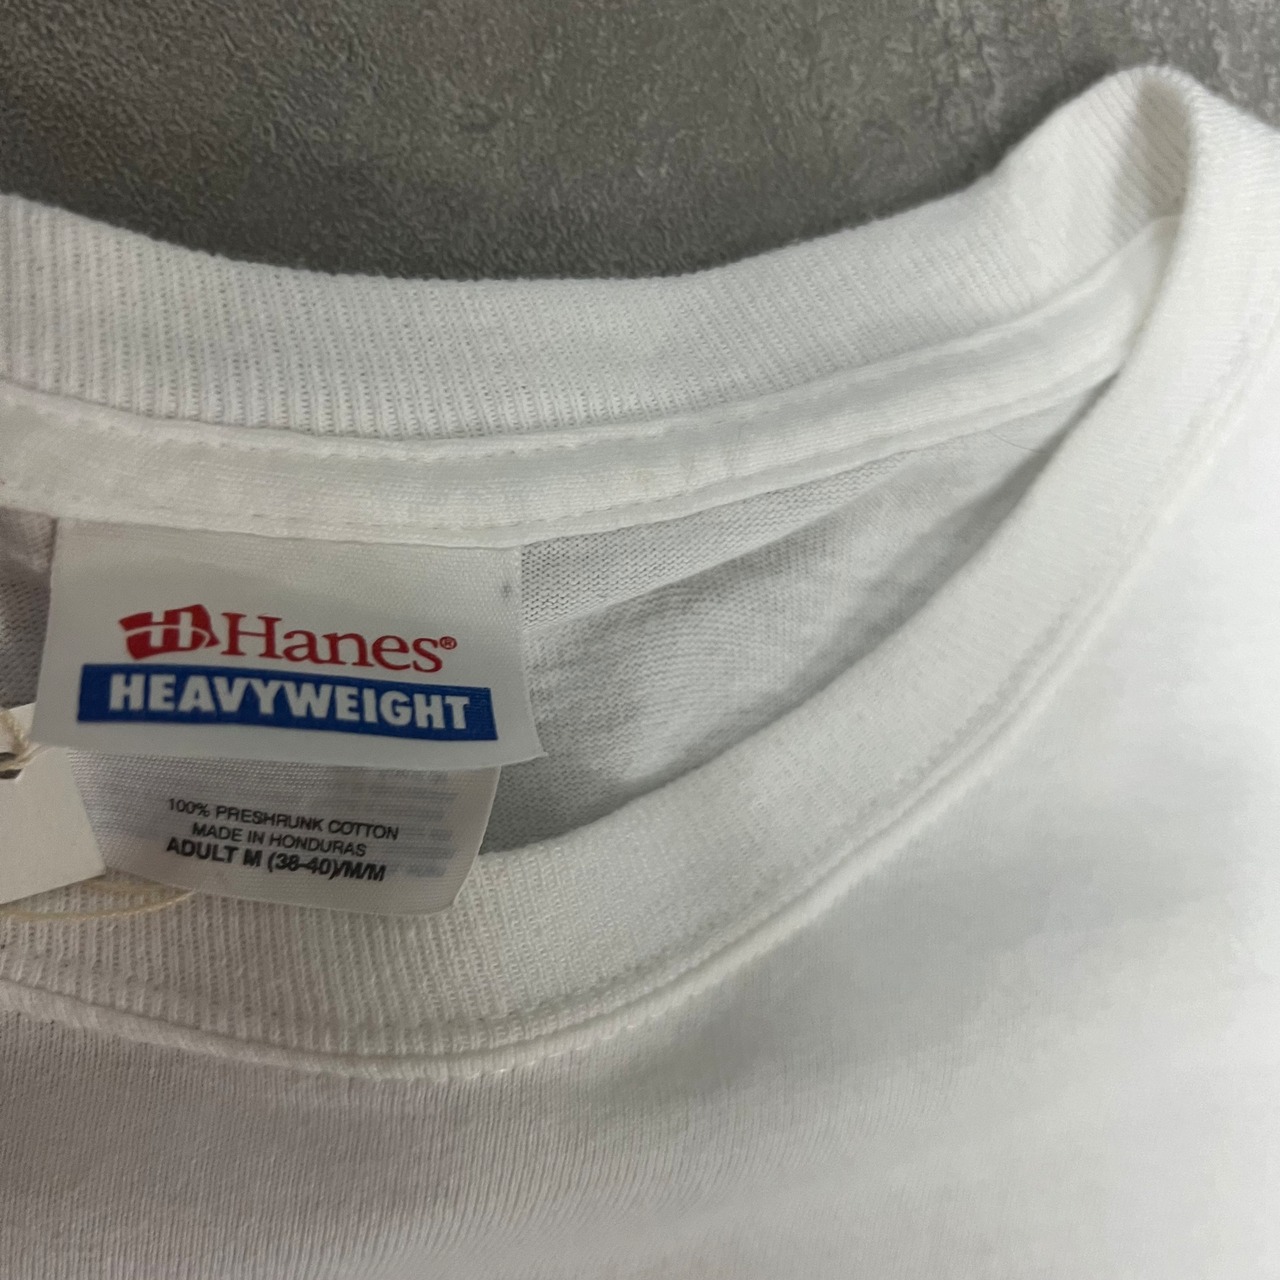 Hanes®
HEAVYWEIGHT
100% PRESHRUNK COTTON
MADE IN HONDURAS
ADULT M (38-40)/M/M